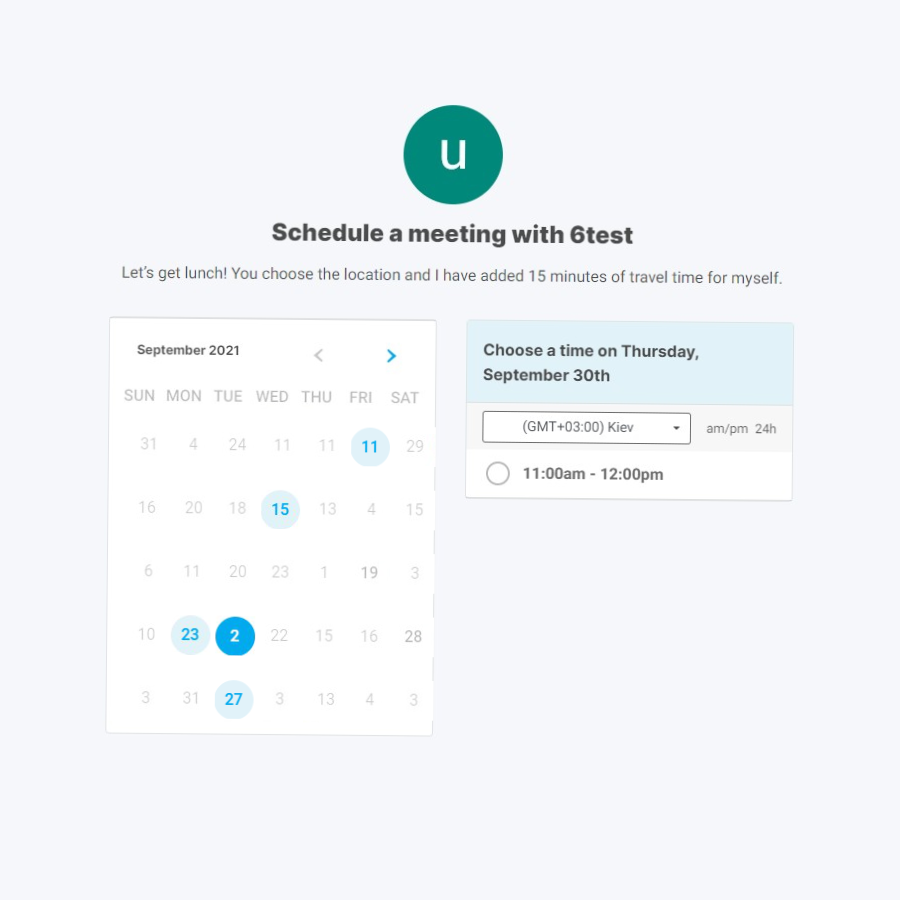 u
Schedule a meeting with 6test
Let's get lunch! You choose the location and I have added 15 minutes of travel time for myself.
September 2021
SUN MON TUE WED THU FRI SAT
31 4 24 11 11 11 29
16 20 18 15 13 4 15
6 11 20 23 1 19 3
10 23 2 22 15 16 28
3 31 27 3 13 4 3
Choose a time on Thursday,
September 30th
(GMT+03:00) Kiev am/pm 24h
11:00am - 12:00pm